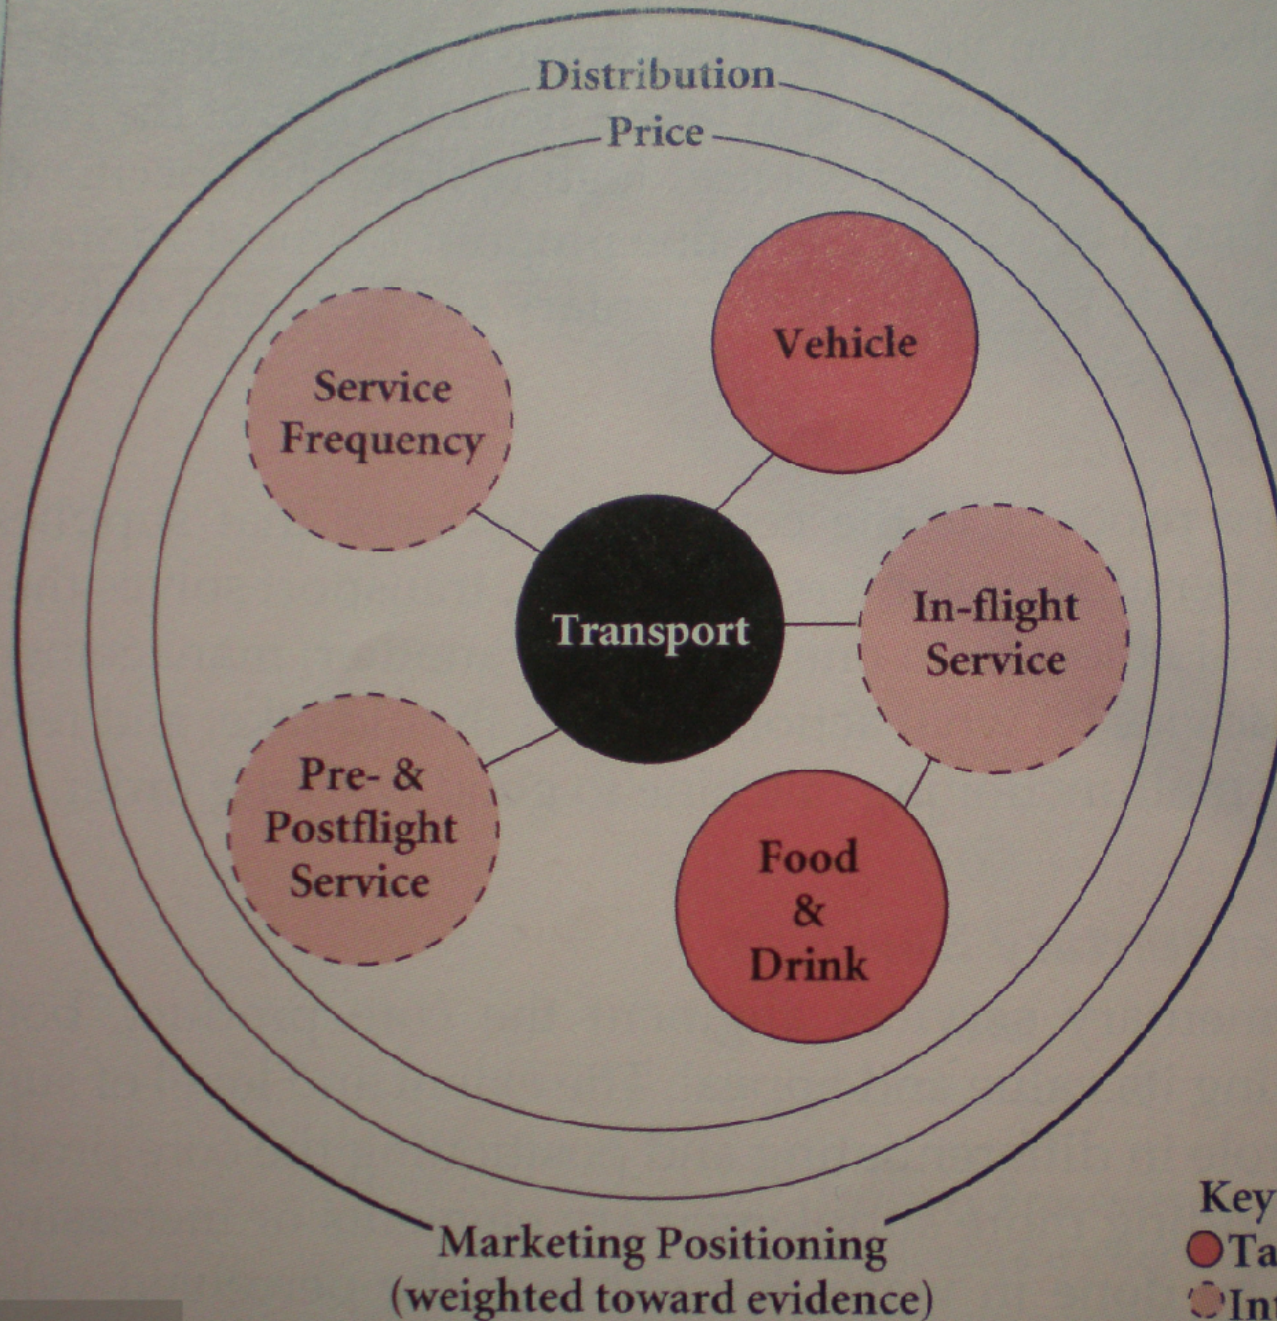 Distribution
Price
Vehicle
Service
Frequency
In-flight
Service
Transport
Pre- &
Postflight
Service
Food
&
Drink
Marketing Positioning
(weighted toward evidence)
Key